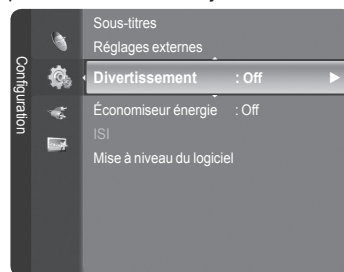 Configuration
Sous-titres
Réglages externes
Divertissement : Off
Économiseur énergie : Off
ISI
Mise à niveau du logiciel